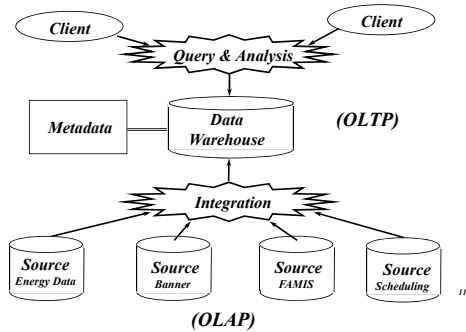 Client
Client
Query & Analysis
Metadata
Data
Warehouse
(OLTP)
Integration
Source
Energy Data
Source
Banner
Source
FAMIS
Source
Scheduling
11
(OLAP)